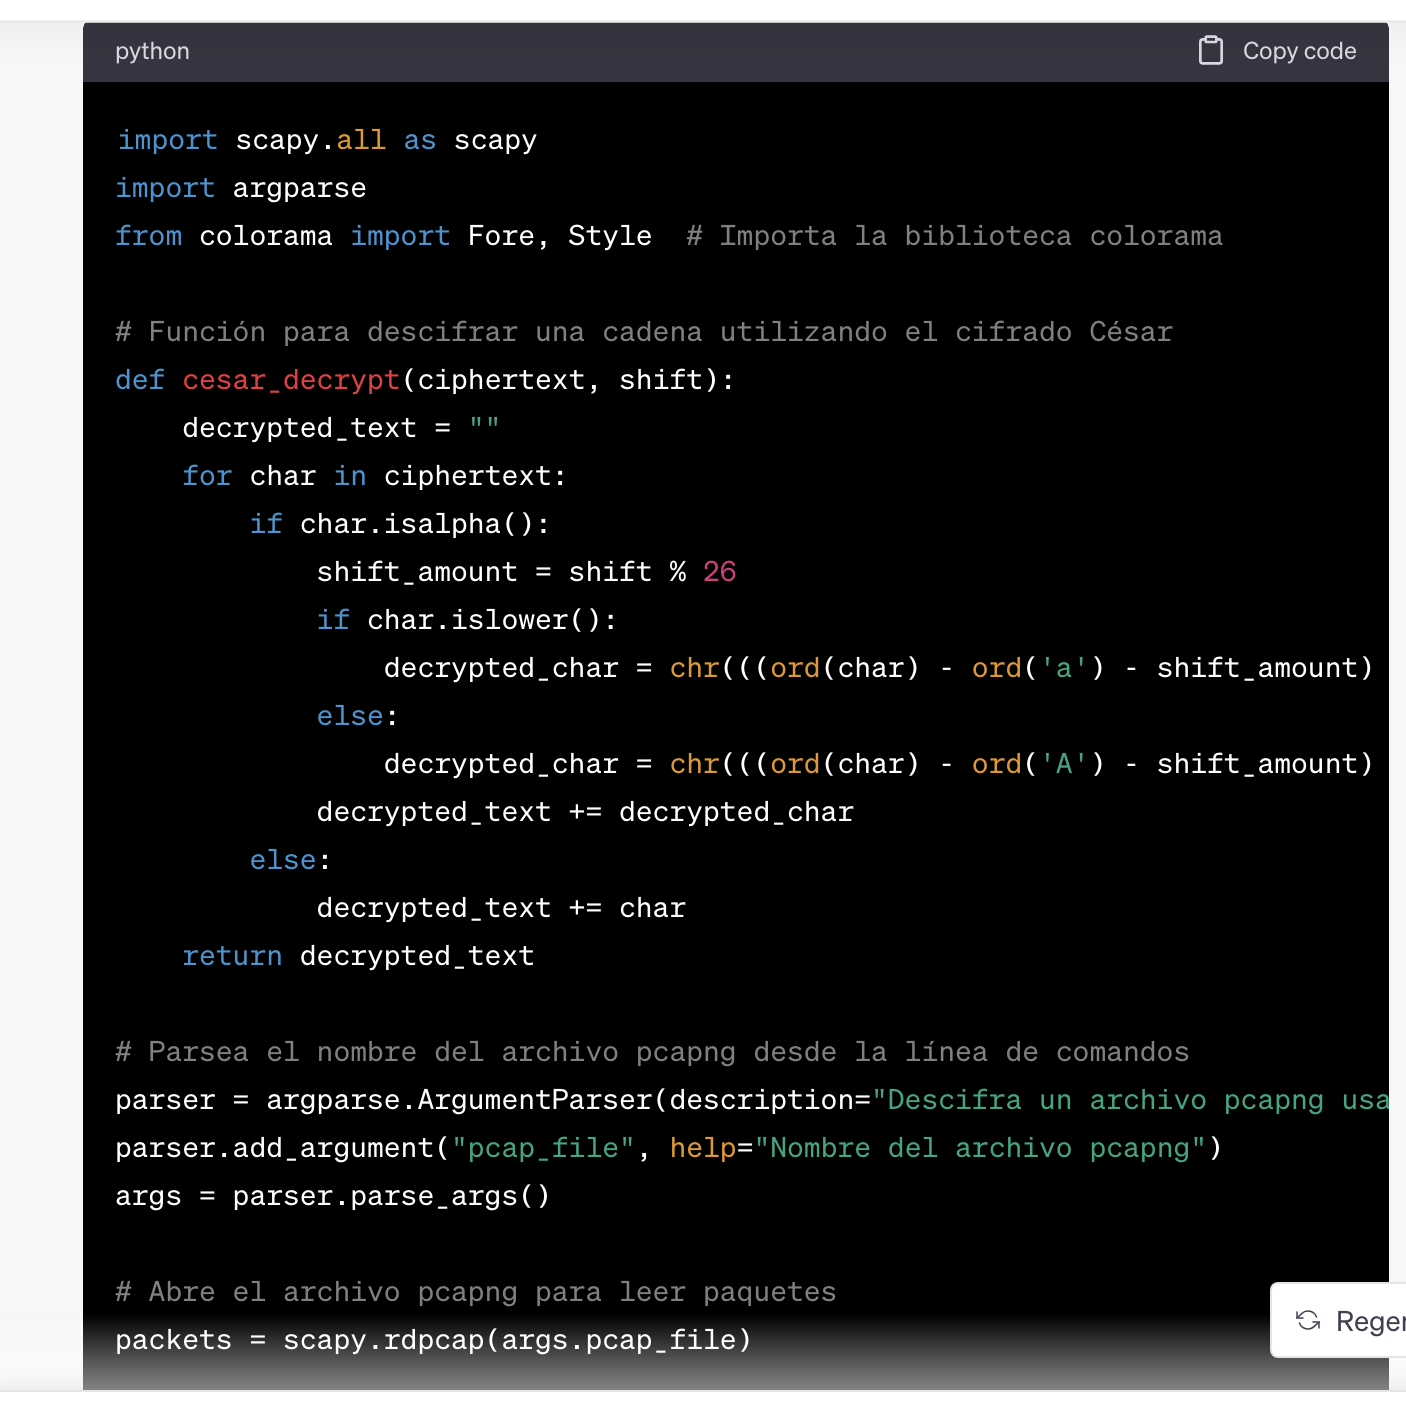 python
Copy code
import scapy.all as scapy
import argparse
from colorama import Fore, Style  # Importa la biblioteca colorama
# Función para descifrar una cadena utilizando el cifrado César
def cesar_decrypt(ciphertext, shift):
    decrypted_text = ""
    for char in ciphertext:
        if char.isalpha():
            shift_amount = shift % 26
            if char.islower():
                decrypted_char = chr(((ord(char) - ord('a') - shift_amount)
            else:
                decrypted_char = chr(((ord(char) - ord('A') - shift_amount)
            decrypted_text += decrypted_char
        else:
            decrypted_text += char
    return decrypted_text
# Parsea el nombre del archivo pcapng desde la línea de comandos
parser = argparse.ArgumentParser(description="Descifra un archivo pcapng usa
parser.add_argument("pcap_file", help="Nombre del archivo pcapng")
args = parser.parse_args()
# Abre el archivo pcapng para leer paquetes
packets = scapy.rdpcap(args.pcap_file)
Regen